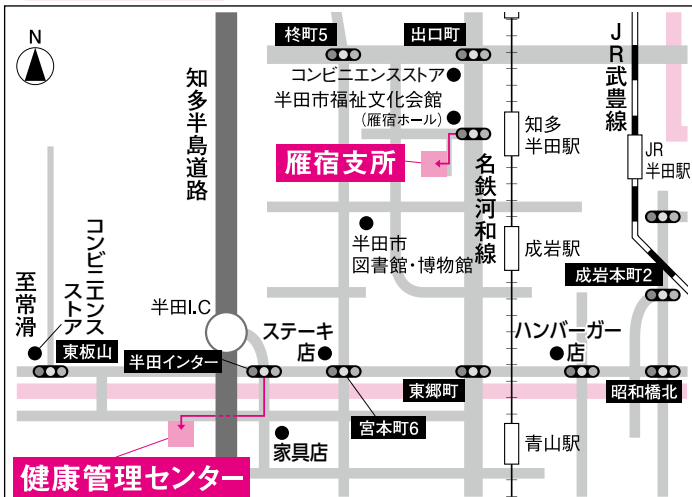 N
柊町5
出口町
JR武豊線
知多半島道路
コンビニエンスストア
半田市福祉文化会館
(雁宿ホール)
知多
半田駅
JR
半田駅
雁宿支所
名鉄河和線
半田市
図書館・博物館
成岩駅
成岩本町2
コンビニエンス
ストア
至常滑
半田I.C
ステーキ
店
ハンバーガー
店
東板山
半田インター
東郷町
昭和橋北
宮本町6
家具店
青山駅
健康管理センター